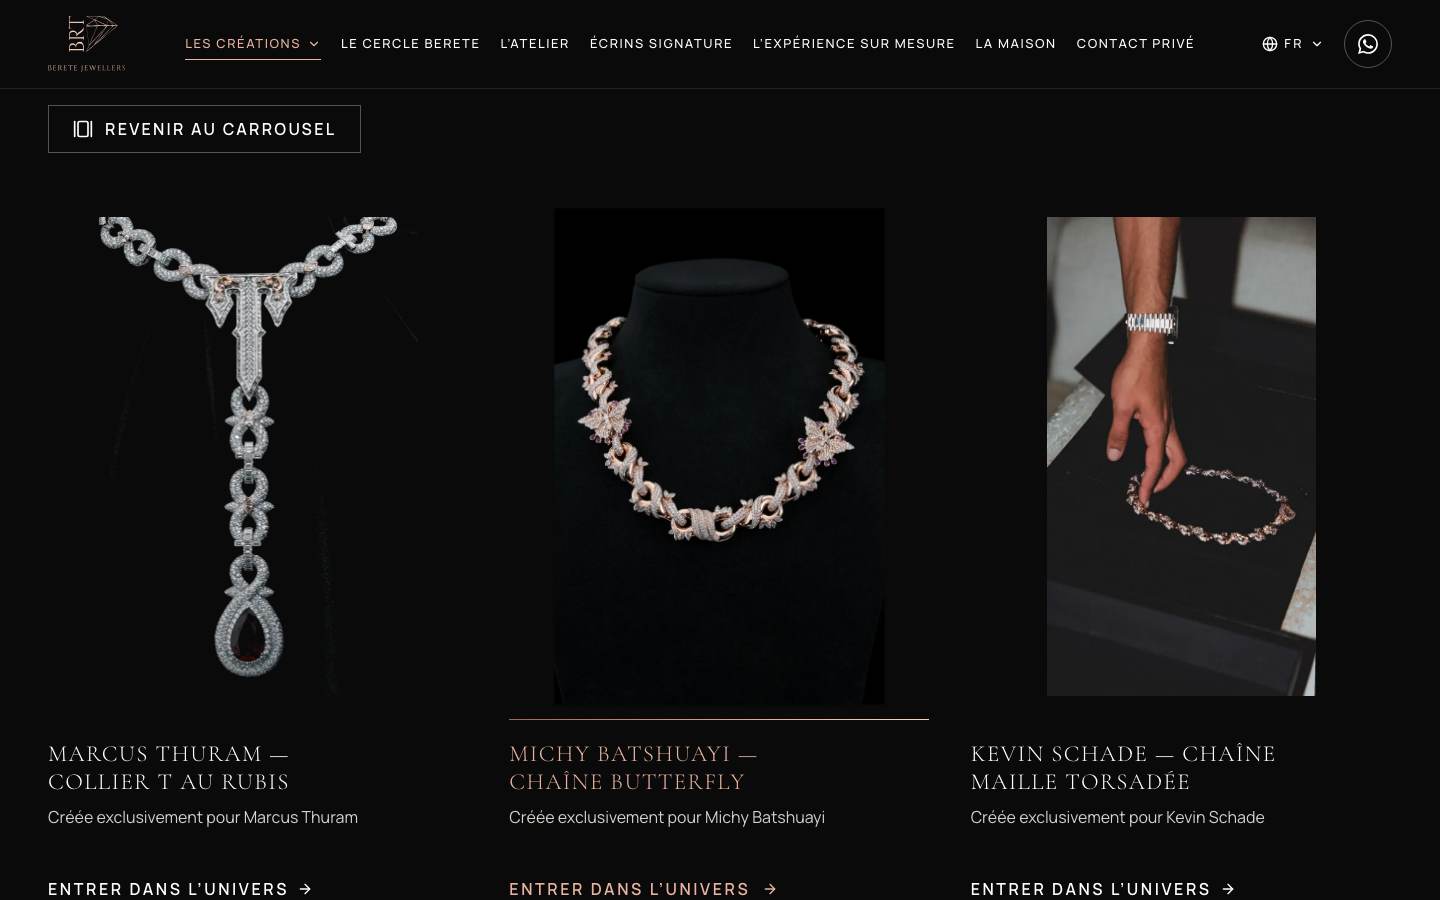 BRT
BERETE JEWELLERS
LES CRÉATIONS
LE CERCLE BERETE
L’ATELIER
ÉCRINS SIGNATURE
L’EXPÉRIENCE SUR MESURE
LA MAISON
CONTACT PRIVÉ
FR
REVENIR AU CARROUSEL
MARCUS THURAM —
COLLIER T AU RUBIS
Créée exclusivement pour Marcus Thuram
ENTRER DANS L’UNIVERS →
MICHY BATSHUAYI —
CHAÎNE BUTTERFLY
Créée exclusivement pour Michy Batshuayi
ENTRER DANS L’UNIVERS →
KEVIN SCHADE — CHAÎNE
MAILLE TORSADÉE
Créée exclusivement pour Kevin Schade
ENTRER DANS L’UNIVERS →